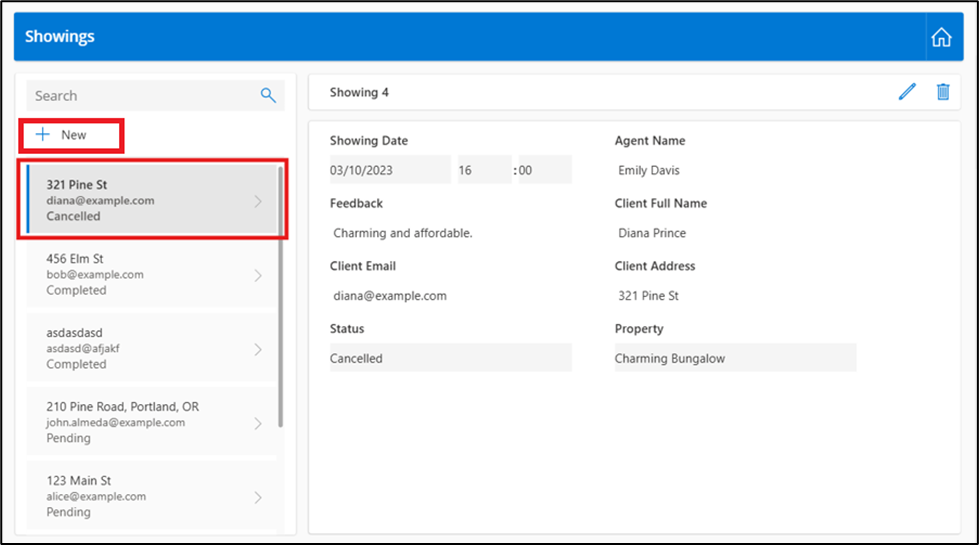 Showings
Search
New
321 Pine St
diana@example.com
Cancelled
456 Elm St
bob@example.com
Completed
asdasdasd
asdasd@afjakf
Completed
210 Pine Road, Portland, OR
john.almeda@example.com
Pending
123 Main St
alice@example.com
Pending
Showing 4
Showing Date
Agent Name
03/10/2023 16 :00
Emily Davis
Feedback
Client Full Name
Charming and affordable.
Diana Prince
Client Email
Client Address
diana@example.com
321 Pine St
Status
Property
Cancelled
Charming Bungalow